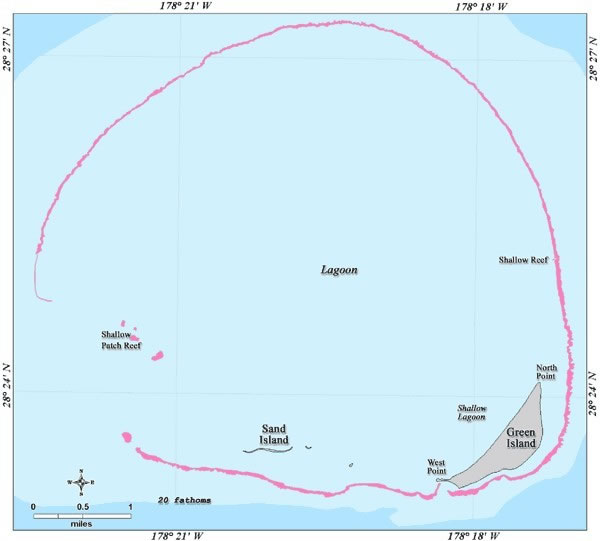 178° 21' W
178° 18' W
28° 27' N
28° 27' N
Shallow Reef
Lagoon
Shallow
Patch Reef
North
Point
28° 24' N
28° 24' N
Shallow
Lagoon
Sand
Island
Green
Island
West
Point
N
W
E
S
20 fathoms
0
0.5
1
miles
178° 21' W
178° 18' W